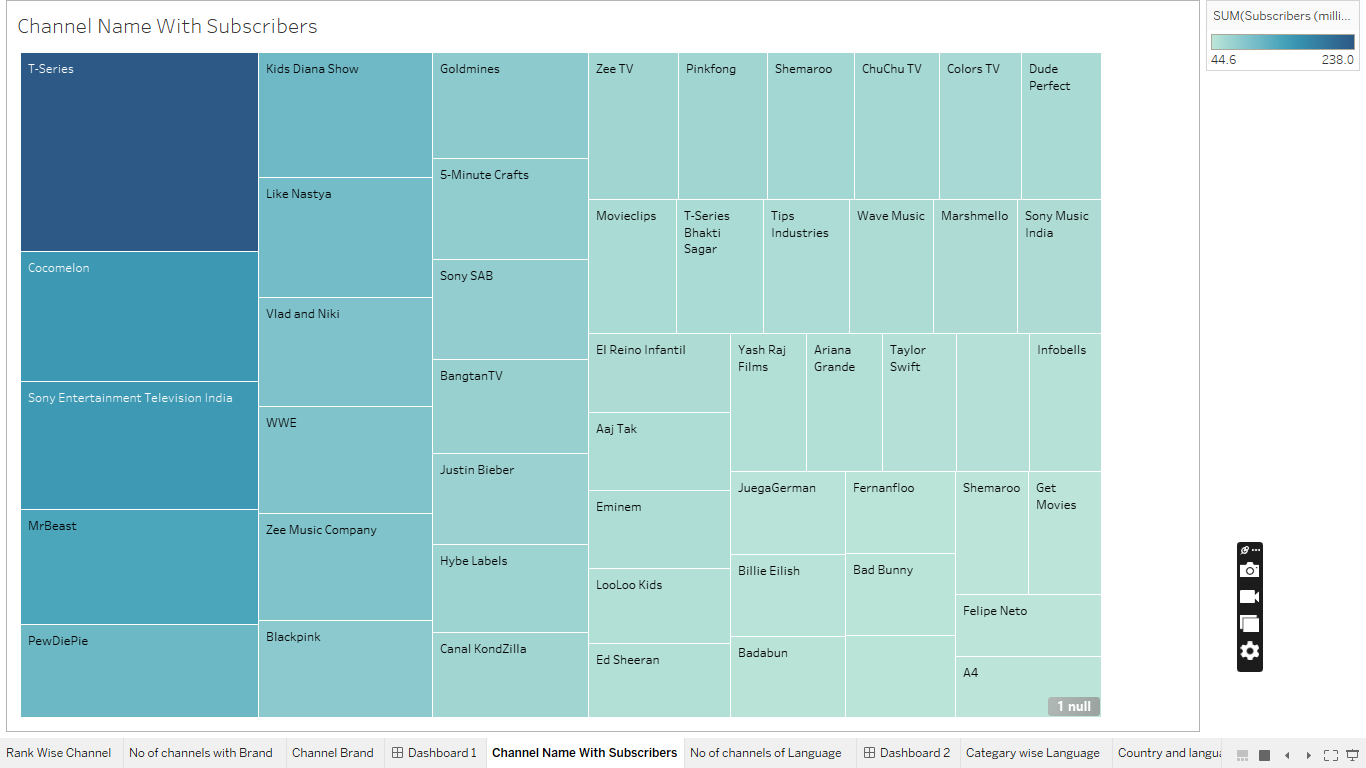 Channel Name With Subscribers
SUM(Subscribers (milli...
44.6 238.0
T-Series
Cocomelon
Sony Entertainment Television India
MrBeast
PewDiePie
Kids Diana Show
Like Nastya
Vlad and Niki
WWE
Zee Music Company
Blackpink
Goldmines
5-Minute Crafts
Sony SAB
BangtanTV
Justin Bieber
Hybe Labels
Canal KondZilla
Zee TV
Pinkfong
Shemaroo
ChuChu TV
Colors TV
Dude
Perfect
Movieclips
T-Series
Bhakti
Sagar
Tips
Industries
Wave Music
Marshmello
Sony Music
India
El Reino Infantil
Aaj Tak
Eminem
LooLoo Kids
Ed Sheeran
Yash Raj
Films
Ariana
Grande
Taylor
Swift
Infobells
JuegaGerman
Billie Eilish
Badabun
Fernanfloo
Bad Bunny
Shemaroo
Get
Movies
Felipe Neto
A4
1 null
Rank Wise Channel
No of channels with Brand
Channel Brand
Dashboard 1
Channel Name With Subscribers
No of channels of Language
Dashboard 2
Categary wise Language
Country and langua